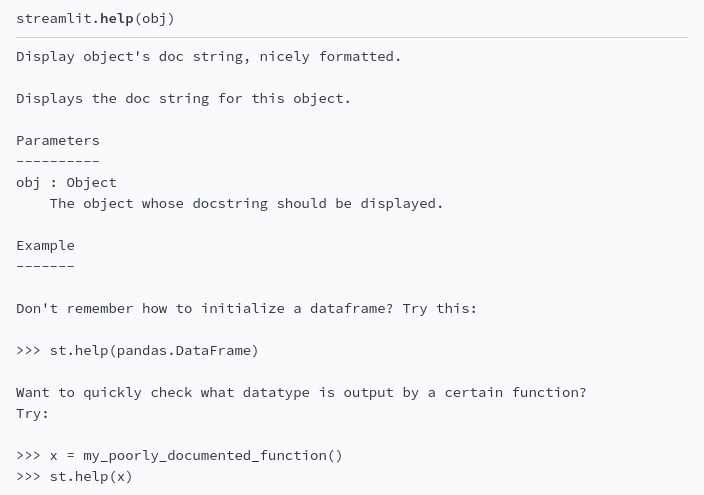 streamlit.help(obj)
Display object's doc string, nicely formatted.
Displays the doc string for this object.
Parameters
----------
obj : Object
The object whose docstring should be displayed.
Example
-------
Don't remember how to initialize a dataframe? Try this:
>>> st.help(pandas.DataFrame)
Want to quickly check what datatype is output by a certain function?
Try:
>>> x = my_poorly_documented_function()
>>> st.help(x)